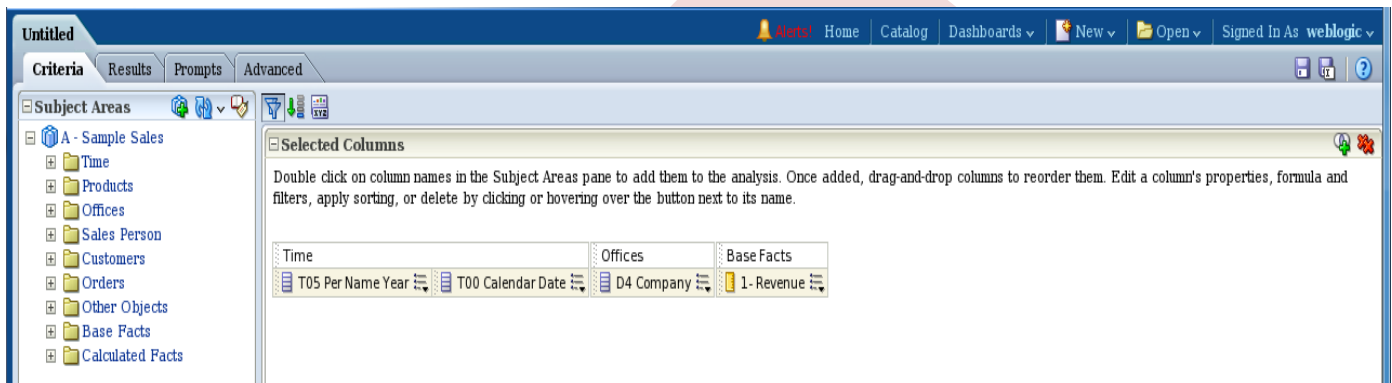 Untitled
Alerts! Home Catalog Dashboards New Open Signed In As weblogic
Criteria Results Prompts Advanced
Subject Areas
A - Sample Sales
Time
Products
Offices
Sales Person
Customers
Orders
Other Objects
Base Facts
Calculated Facts
Selected Columns
Double click on column names in the Subject Areas pane to add them to the analysis. Once added, drag-and-drop columns to reorder them. Edit a column's properties, formula and
filters, apply sorting, or delete by clicking or hovering over the button next to its name.
Time Offices Base Facts
T05 Per Name Year T00 Calendar Date D4 Company 1- Revenue